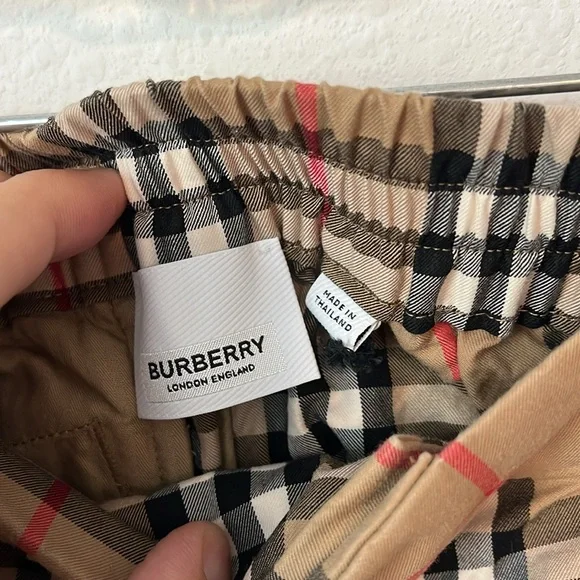 BURBERRY
LONDON ENGLAND
MADE IN
THAILAND